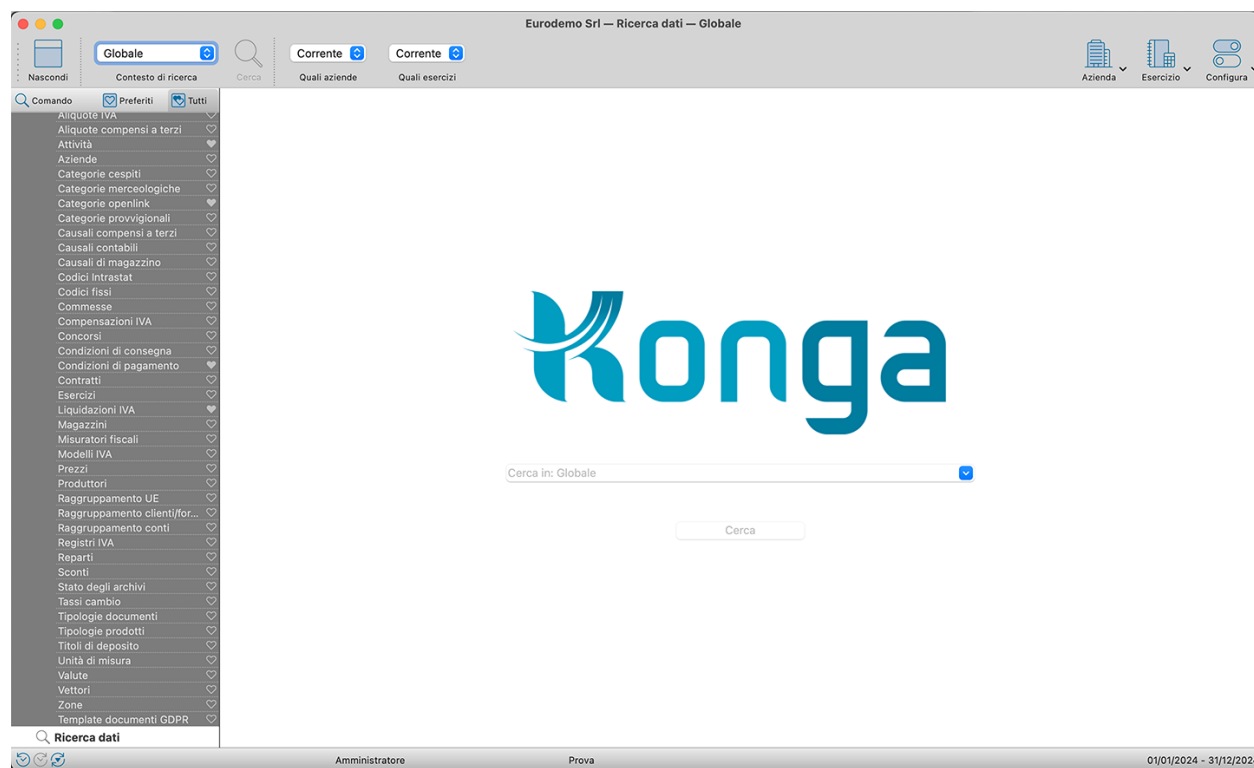 Eurodemo Srl — Ricerca dati — Globale
Globale
Corrente
Corrente
Nascondi
Contesto di ricerca
Cerca
Quali aziende
Quali esercizi
Azienda
Esercizio
Configura
Comando
Preferiti
Tutti
Aliquote IVA
Aliquote compensi a terzi
Attività
Aziende
Categorie cespiti
Categorie merceologiche
Categorie openlink
Categorie provvigionali
Causali compensi a terzi
Causali contabili
Causali di magazzino
Codici Intrastat
Codici fissi
Commesse
Compensazioni IVA
Concorsi
Condizioni di consegna
Condizioni di pagamento
Contratti
Esercizi
Liquidazioni IVA
Magazzini
Misuratori fiscali
Modelli IVA
Prezzi
Produttori
Raggruppamento UE
Raggruppamento clienti/for...
Raggruppamento conti
Registri IVA
Reparti
Sconti
Stato degli archivi
Tassi cambio
Tipologie documenti
Tipologie prodotti
Titoli di deposito
Unità di misura
Valute
Vettori
Zone
Template documenti GDPR
Ricerca dati
Konga
Cerca in: Globale
Cerca
Amministratore
Prova
01/01/2024 - 31/12/202